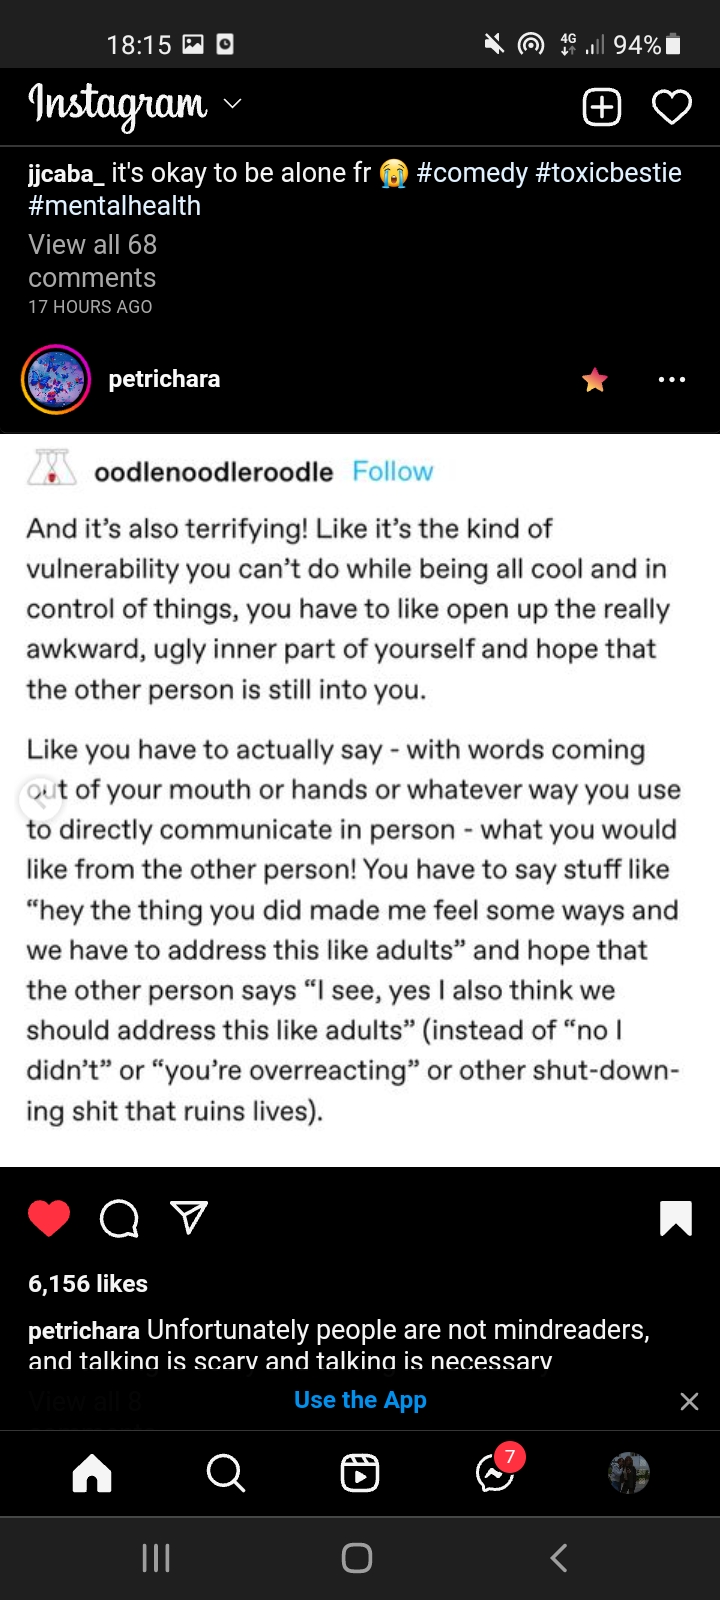 18:15 4G 94%
Instagram
jjcaba_ it's okay to be alone fr 😭 #comedy #toxicbestie
#mentalhealth
View all 68
comments
17 HOURS AGO
petrichara
oodlenoodleroodle Follow
And it's also terrifying! Like it's the kind of
vulnerability you can't do while being all cool and in
control of things, you have to like open up the really
awkward, ugly inner part of yourself and hope that
the other person is still into you.
Like you have to actually say - with words coming
out of your mouth or hands or whatever way you use
to directly communicate in person - what you would
like from the other person! You have to say stuff like
“hey the thing you did made me feel some ways and
we have to address this like adults” and hope that
the other person says “I see, yes I also think we
should address this like adults” (instead of “no I
didn't” or “you're overreacting” or other shut-down-
ing shit that ruins lives).
6,156 likes
petrichara Unfortunately people are not mindreaders,
and talking is scary and talking is necessary
View all 8
Use the App
7